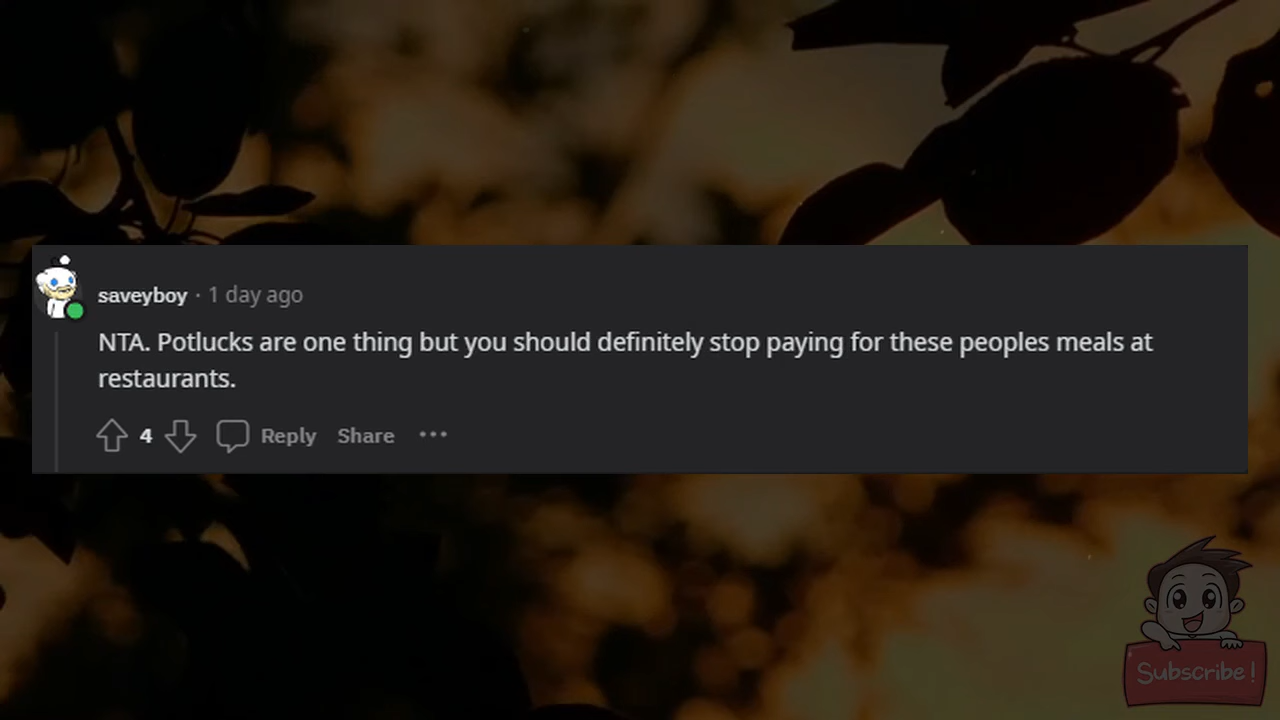 saveyboy · 1 day ago
NTA. Potlucks are one thing but you should definitely stop paying for these peoples meals at
restaurants.
4 Reply Share ···
Subscribe!